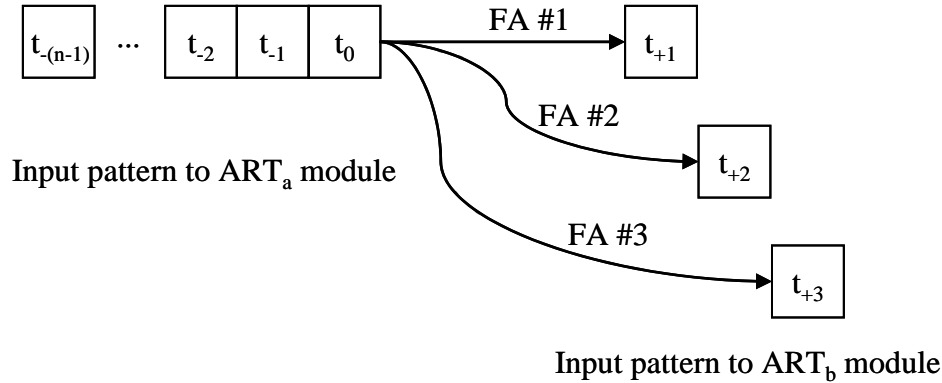 FA #1
t-(n-1) ... t-2 t-1 t0 t+1
FA #2
t+2
Input pattern to ARTa module
FA #3
t+3
Input pattern to ARTb module